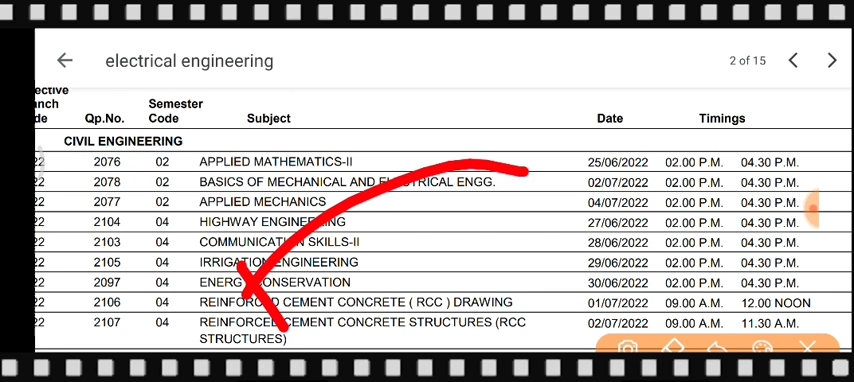 electrical engineering 2 of 15
Semester
Qp.No. Code Subject Date Timings
CIVIL ENGINEERING
22 2076 02 APPLIED MATHEMATICS-II 25/06/2022 02.00 P.M. 04.30 P.M.
22 2078 02 BASICS OF MECHANICAL AND ELECTRICAL ENGG. 02/07/2022 02.00 P.M. 04.30 P.M.
22 2077 02 APPLIED MECHANICS 04/07/2022 02.00 P.M. 04.30 P.M.
22 2104 04 HIGHWAY ENGINEERING 27/06/2022 02.00 P.M. 04.30 P.M.
22 2103 04 COMMUNICATION SKILLS-II 28/06/2022 02.00 P.M. 04.30 P.M.
22 2105 04 IRRIGATION ENGINEERING 29/06/2022 02.00 P.M. 04.30 P.M.
22 2097 04 ENERGY CONSERVATION 30/06/2022 02.00 P.M. 04.30 P.M.
22 2106 04 REINFORCED CEMENT CONCRETE ( RCC ) DRAWING 01/07/2022 09.00 A.M. 12.00 NOON
22 2107 04 REINFORCED CEMENT CONCRETE STRUCTURES (RCC 02/07/2022 09.00 A.M. 11.30 A.M.
STRUCTURES)